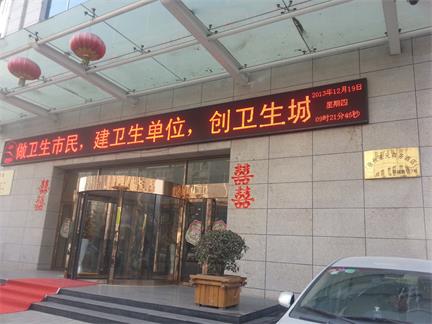 做卫生市民，建卫生单位，创卫生城
2013年12月19日
星期四
09时21分45秒
囍
囍